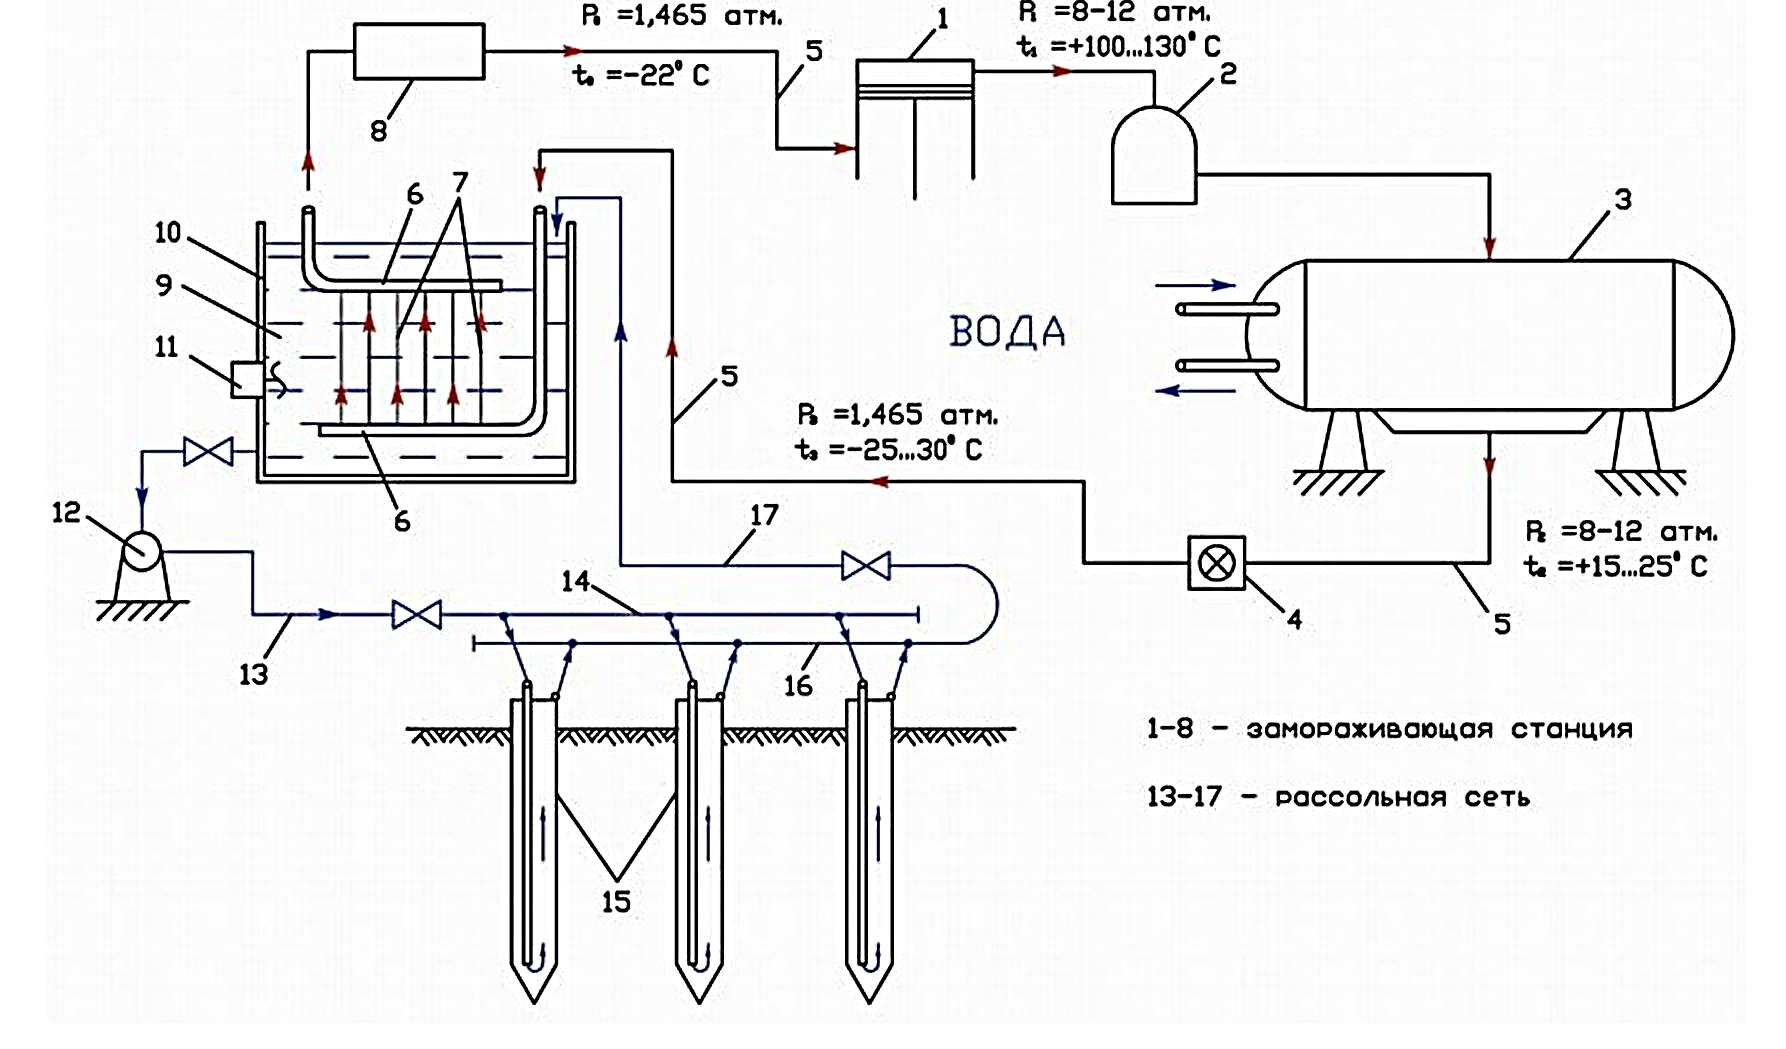 P₀ =1,465 атм.
t₀ =-22° C
8
5
1
P₁ =8-12 атм.
t₁ =+100...130° C
2
3
6
7
10
9
11
ВОДА
5
P₃ =1,465 атм.
t₃ =-25...30° C
12
6
17
14
P₂ =8-12 атм.
t₂ =+15...25° C
4
5
13
16
1-8 - замораживающая станция
13-17 - рассольная сеть
15